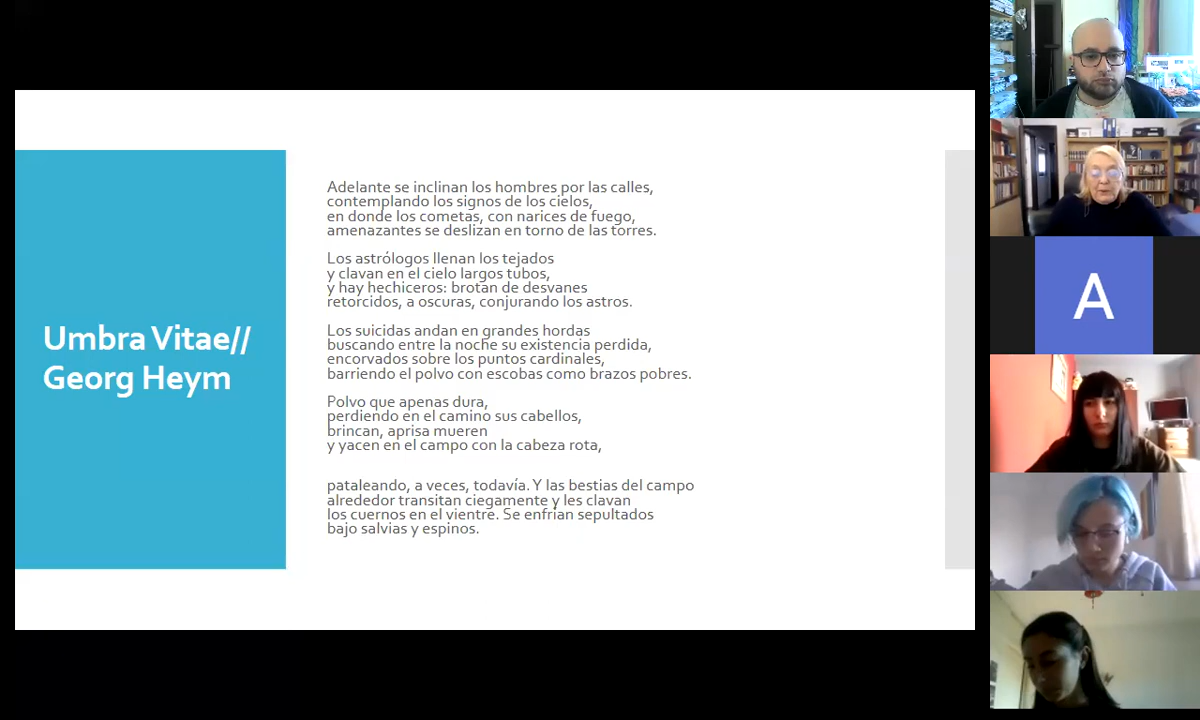 Umbra Vitae//
Georg Heym
Adelante se inclinan los hombres por las calles,
contemplando los signos de los cielos,
en donde los cometas, con narices de fuego,
amenazantes se deslizan en torno de las torres.
Los astrólogos llenan los tejados
y clavan en el cielo largos tubos,
y hay hechiceros: brotan de desvanes
retorcidos, a oscuras, conjurando los astros.
Los suicidas andan en grandes hordas
buscando entre la noche su existencia perdida,
encorvados sobre los puntos cardinales,
barriendo el polvo con escobas como brazos pobres.
Polvo que apenas dura,
perdiendo en el camino sus cabellos,
brincan, aprisa mueren
y yacen en el campo con la cabeza rota,
pataleando, a veces, todavía. Y las bestias del campo
alrededor transitan ciegamente y les clavan
los cuernos en el vientre. Se enfrían sepultados
bajo salvias y espinos.
A